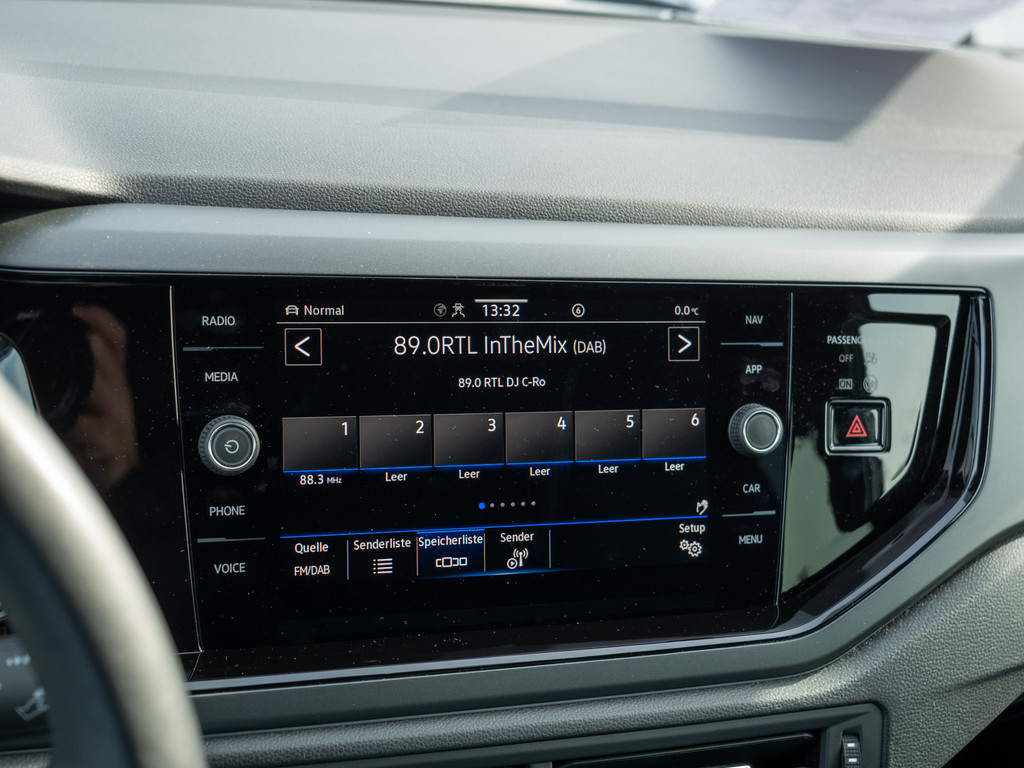 RADIO
MEDIA
PHONE
VOICE
Normal
13:32
6
0.0°C
<
89.0RTL InTheMix (DAB)
>
89.0 RTL DJ C-Ro
1 2 3 4 5 6
88.3 MHz Leer Leer Leer Leer Leer
Quelle
FM/DAB
Senderliste
Speicherliste
Sender
Setup
NAV
APP
CAR
MENU
OFF
ON